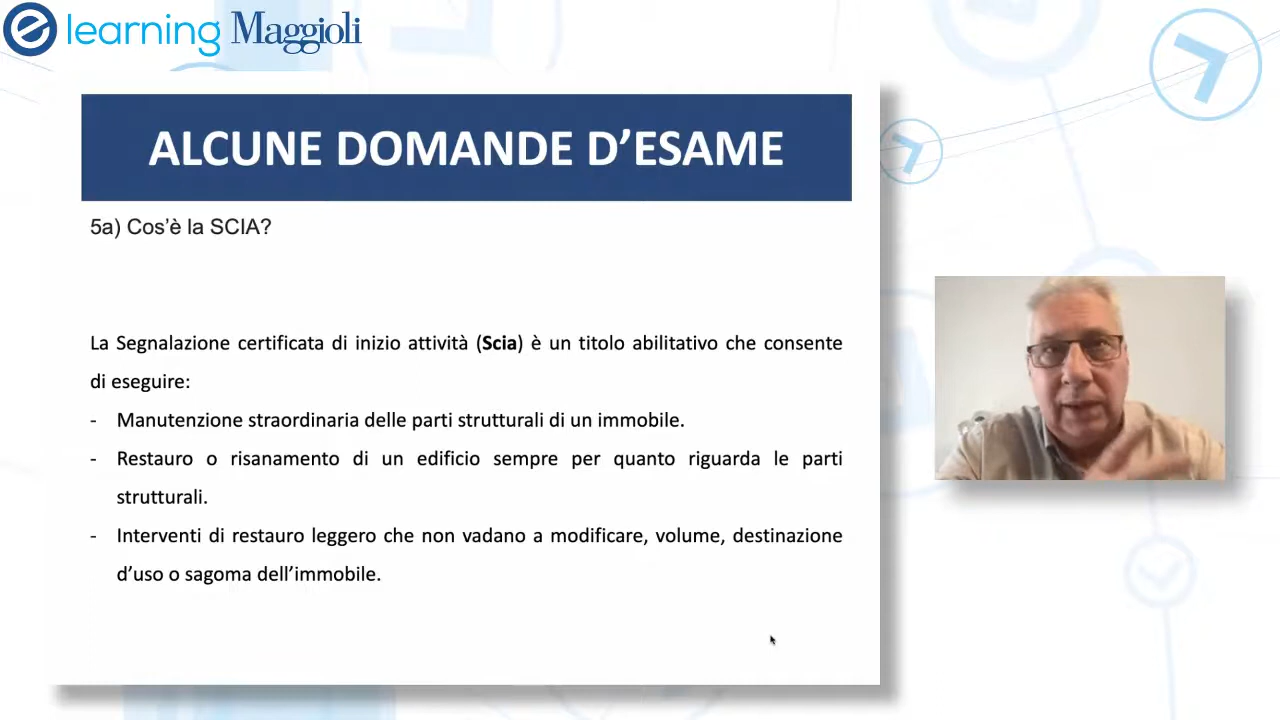 e learning Maggioli
ALCUNE DOMANDE D’ESAME
5a) Cos’è la SCIA?
La Segnalazione certificata di inizio attività (Scia) è un titolo abilitativo che consente
di eseguire:
- Manutenzione straordinaria delle parti strutturali di un immobile.
- Restauro o risanamento di un edificio sempre per quanto riguarda le parti
strutturali.
- Interventi di restauro leggero che non vadano a modificare, volume, destinazione
d’uso o sagoma dell’immobile.